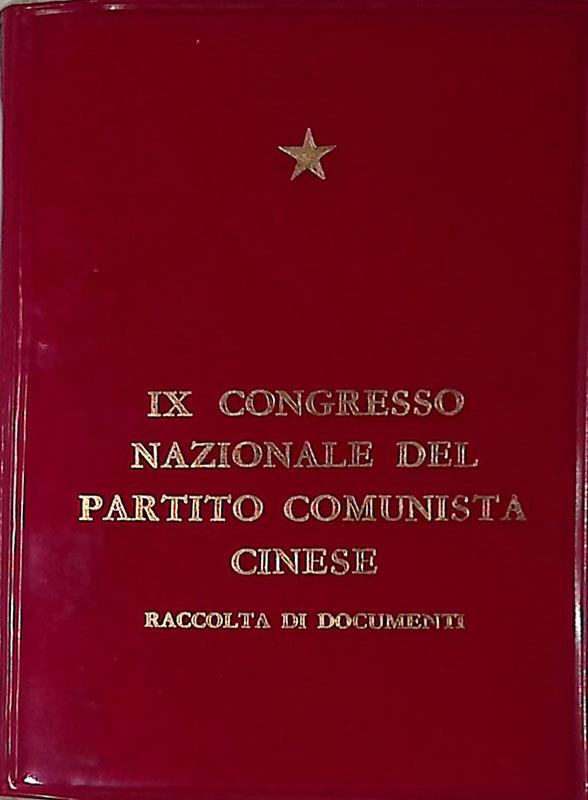 IX CONGRESSO
NAZIONALE DEL
PARTITO COMUNISTA
CINESE
RACCOLTA DI DOCUMENTI